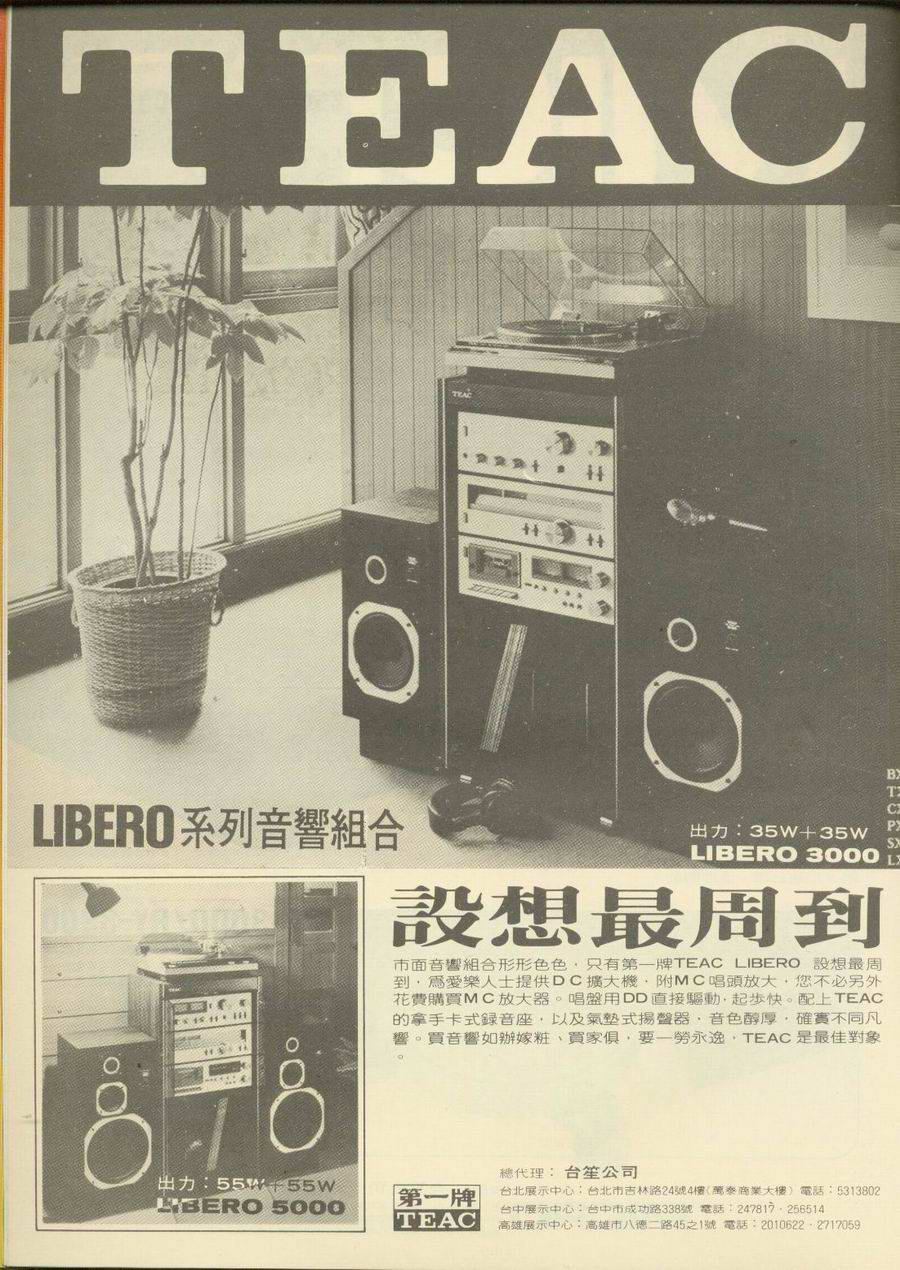 TEAC
TEAC
BX
TX
CX
PX
SX
LX
LIBERO系列音響組合
出力：35W＋35W
LIBERO 3000
設想最周到
市面音響組合形形色色，只有第一牌TEAC LIBERO 設想最周
到，爲愛樂人士提供DC擴大機，附MC唱頭放大，您不必另外
花費購買MC放大器。唱盤用DD直接驅動，起步快。配上TEAC
的拿手卡式録音座，以及氣墊式揚聲器，音色醇厚，確實不同凡
響。買音響如辦嫁粧、買家俱，要一勞永逸，TEAC是最佳對象
。
出力：55W＋55W
LIBERO 5000
第一牌
TEAC
總代理：台笙公司
台北展示中心：台北市吉林路24號4樓(萬泰商業大樓) 電話：5313802
台中展示中心：台中市成功路338號 電話：247817・256514
高雄展示中心：高雄市八德二路45之1號 電話：2010622・2717059